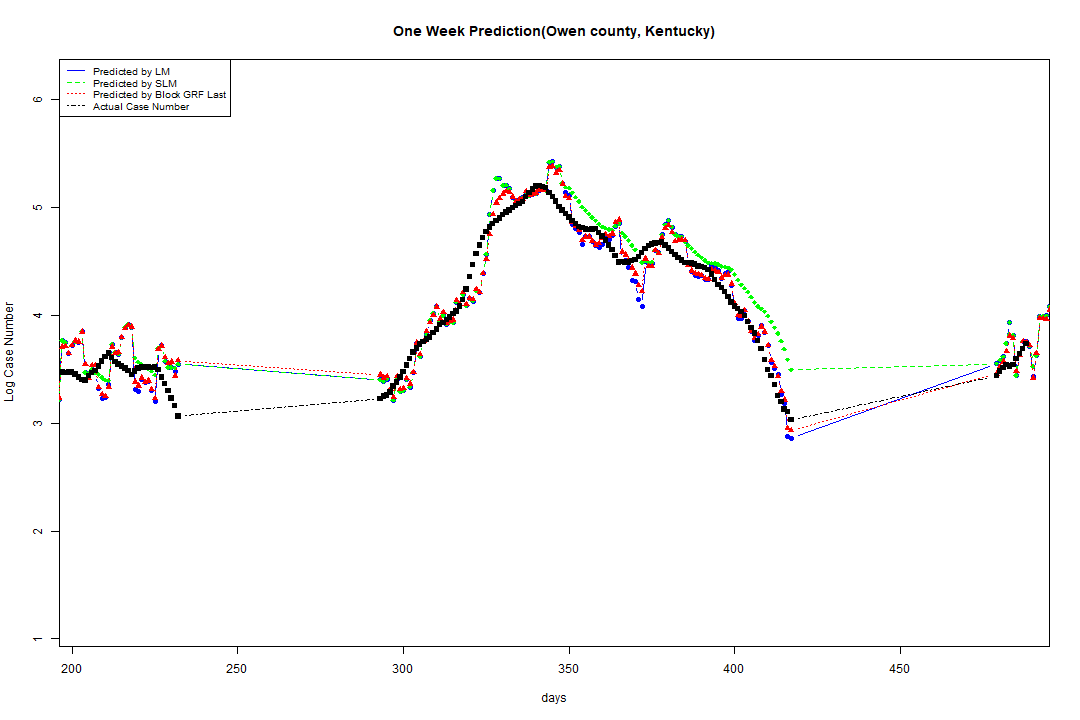 One Week Prediction(Owen county, Kentucky)
Predicted by LM
Predicted by SLM
Predicted by Block GRF Last
Actual Case Number
6
5
4
3
2
1
Log Case Number
200 250 300 350 400 450
days